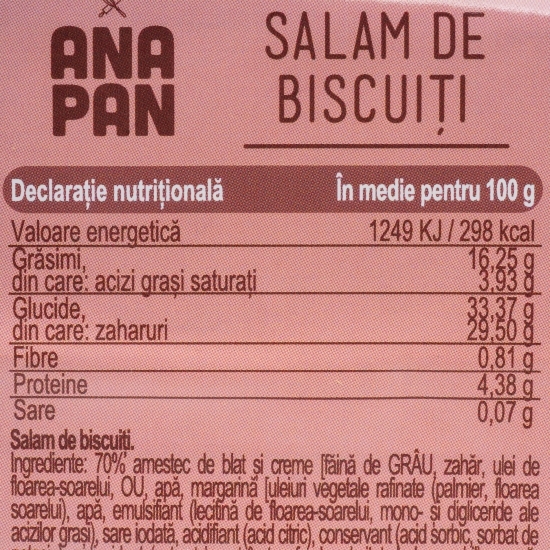 ANA
PAN
SALAM DE
BISCUIȚI
Declarație nutrițională În medie pentru 100 g
Valoare energetică 1249 KJ / 298 kcal
Grăsimi, 16,25 g
din care: acizi grași saturați 3,93 g
Glucide, 33,37 g
din care: zaharuri 29,50 g
Fibre 0,81 g
Proteine 4,38 g
Sare 0,07 g
Salam de biscuiți.
Ingrediente: 70% amestec de blat și creme [făină de GRÂU, zahăr, ulei de
floarea-soarelui, OU, apă, margarină [uleiuri vegetale rafinate (palmier, floarea
soarelui), apă, emulsifiant (lecitină de floarea-soarelui, mono- și digliceride ale
acizilor grași), sare iodată, acidifiant (acid citric), conservant (acid sorbic, sorbat de